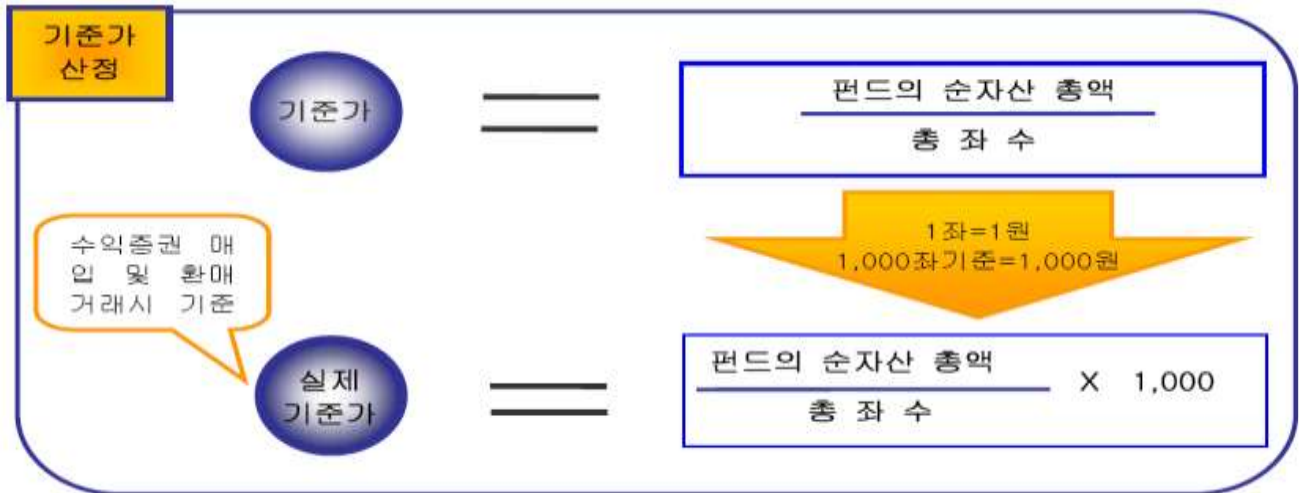 기준가
산정
기준가
펀드의 순자산 총액
총 좌 수
1좌=1원
1,000좌기준=1,000원
수익증권 매
입 및 환매
거래시 기준
실제
기준가
펀드의 순자산 총액
총 좌 수
X 1,000